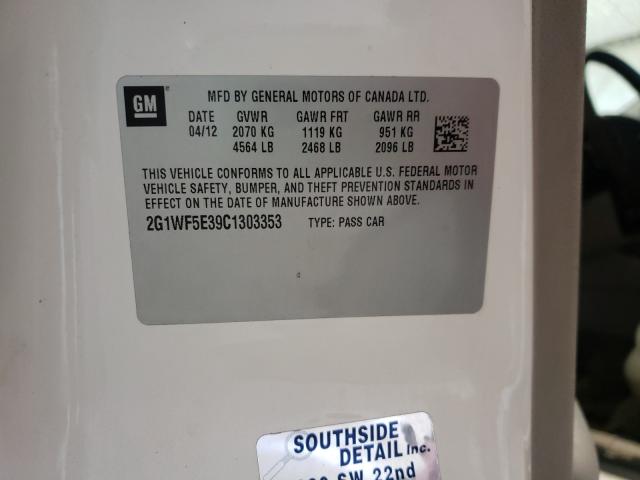 GM
MFD BY GENERAL MOTORS OF CANADA LTD.
DATE GVWR GAWR FRT GAWR RR
04/12 2070 KG 1119 KG 951 KG
4564 LB 2468 LB 2096 LB
THIS VEHICLE CONFORMS TO ALL APPLICABLE U.S. FEDERAL MOTOR
VEHICLE SAFETY, BUMPER, AND THEFT PREVENTION STANDARDS IN
EFFECT ON THE DATE OF MANUFACTURE SHOWN ABOVE.
2G1WF5E39C1303353 TYPE: PASS CAR
SOUTHSIDE
DETAIL Inc.
SW 22nd